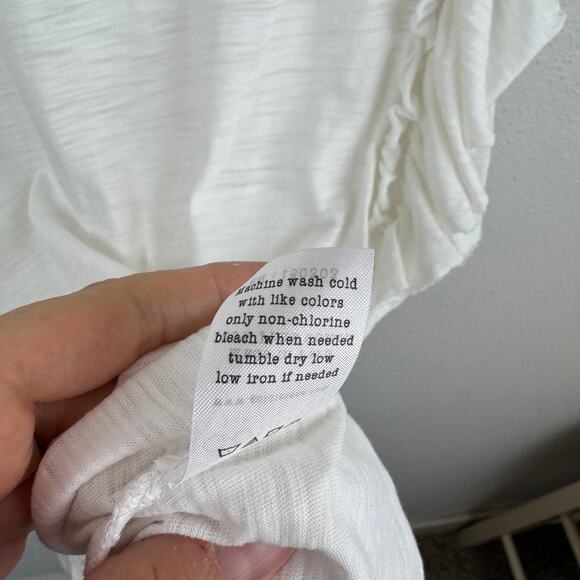 Machine wash cold
with like colors
only non-chlorine
bleach when needed
tumble dry low
low iron if needed